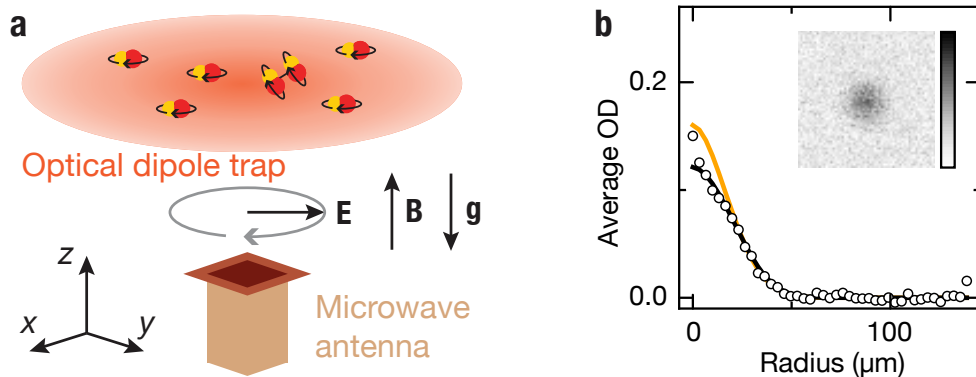 a
Optical dipole trap
E
B
g
z
x
y
Microwave
antenna
b
Average OD
0.2
0.0
0
100
Radius (µm)